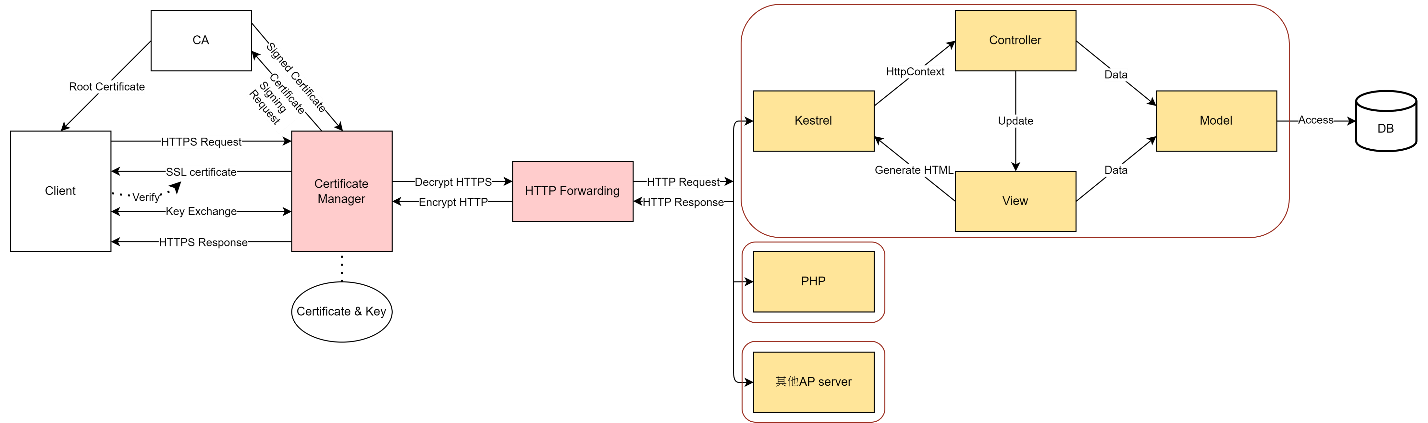 CA
Signed Certificate
Certificate
Signing
Request
Root Certificate
Client
HTTPS Request
SSL certificate
Verify
Key Exchange
HTTPS Response
Certificate
Manager
Certificate & Key
Decrypt HTTPS
Encrypt HTTP
HTTP Forwarding
HTTP Request
HTTP Response
Kestrel
HttpContext
Controller
Data
Update
Generate HTML
View
Data
Model
Access
DB
PHP
其他AP server